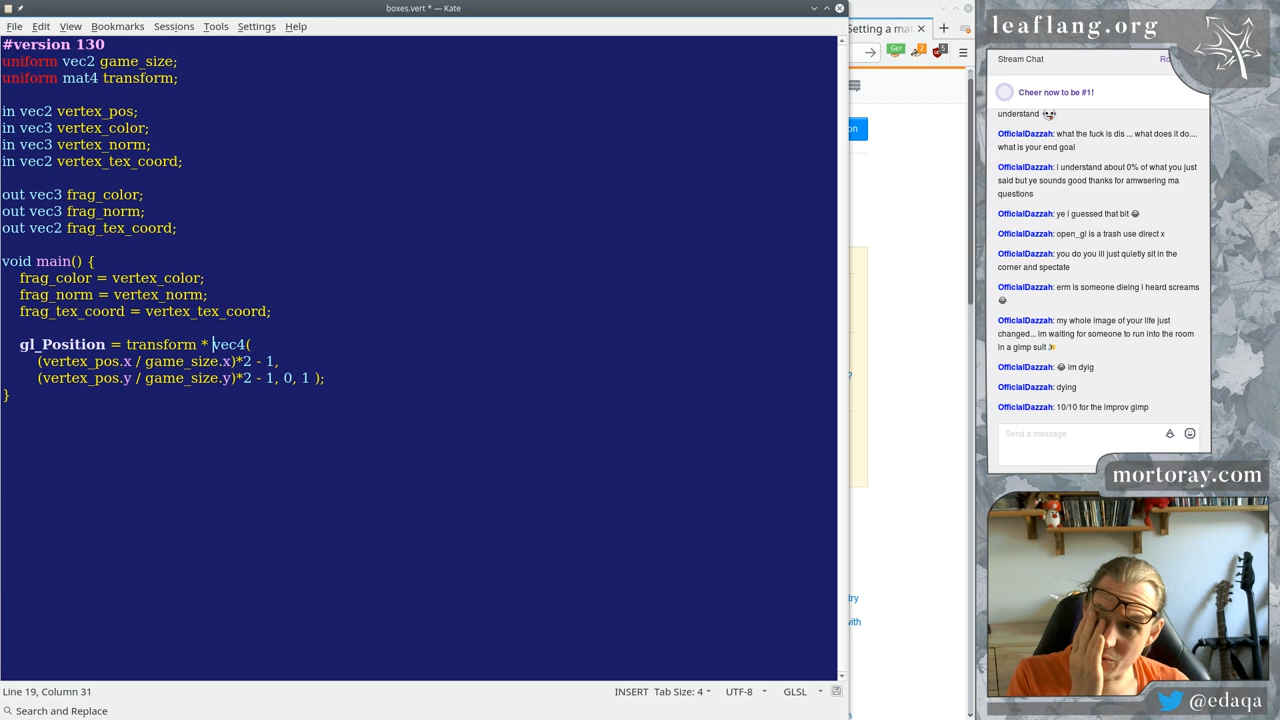 boxes.vert * — Kate
File Edit View Bookmarks Sessions Tools Settings Help
#version 130
uniform vec2 game_size;
uniform mat4 transform;
in vec2 vertex_pos;
in vec3 vertex_color;
in vec3 vertex_norm;
in vec2 vertex_tex_coord;
out vec3 frag_color;
out vec3 frag_norm;
out vec2 frag_tex_coord;
void main() {
frag_color = vertex_color;
frag_norm = vertex_norm;
frag_tex_coord = vertex_tex_coord;
gl_Position = transform * vec4(
(vertex_pos.x / game_size.x)*2 - 1,
(vertex_pos.y / game_size.y)*2 - 1, 0, 1 );
}
Line 19, Column 31
INSERT Tab Size: 4 UTF-8 GLSL
Search and Replace
Setting a ma
Ger 2 5
on
?
try
with
leaflang.org
Stream Chat Ro
Cheer now to be #1!
understand
OfficialDazzah: what the fuck is dis ... what does it do....
what is your end goal
OfficialDazzah: i understand about 0% of what you just
said but ye sounds good thanks for amwsering ma
questions
OfficialDazzah: ye i guessed that bit 😂
OfficialDazzah: open_gl is a trash use direct x
OfficialDazzah: you do you ill just quietly sit in the
corner and spectate
OfficialDazzah: erm is someone dieing i heard screams
😂
OfficialDazzah: my whole image of your life just
changed... im waiting for someone to run into the room
in a gimp suit 🎉
OfficialDazzah: 😂 im dyig
OfficialDazzah: dying
OfficialDazzah: 10/10 for the improv gimp
Send a message
mortoray.com
@edaqa